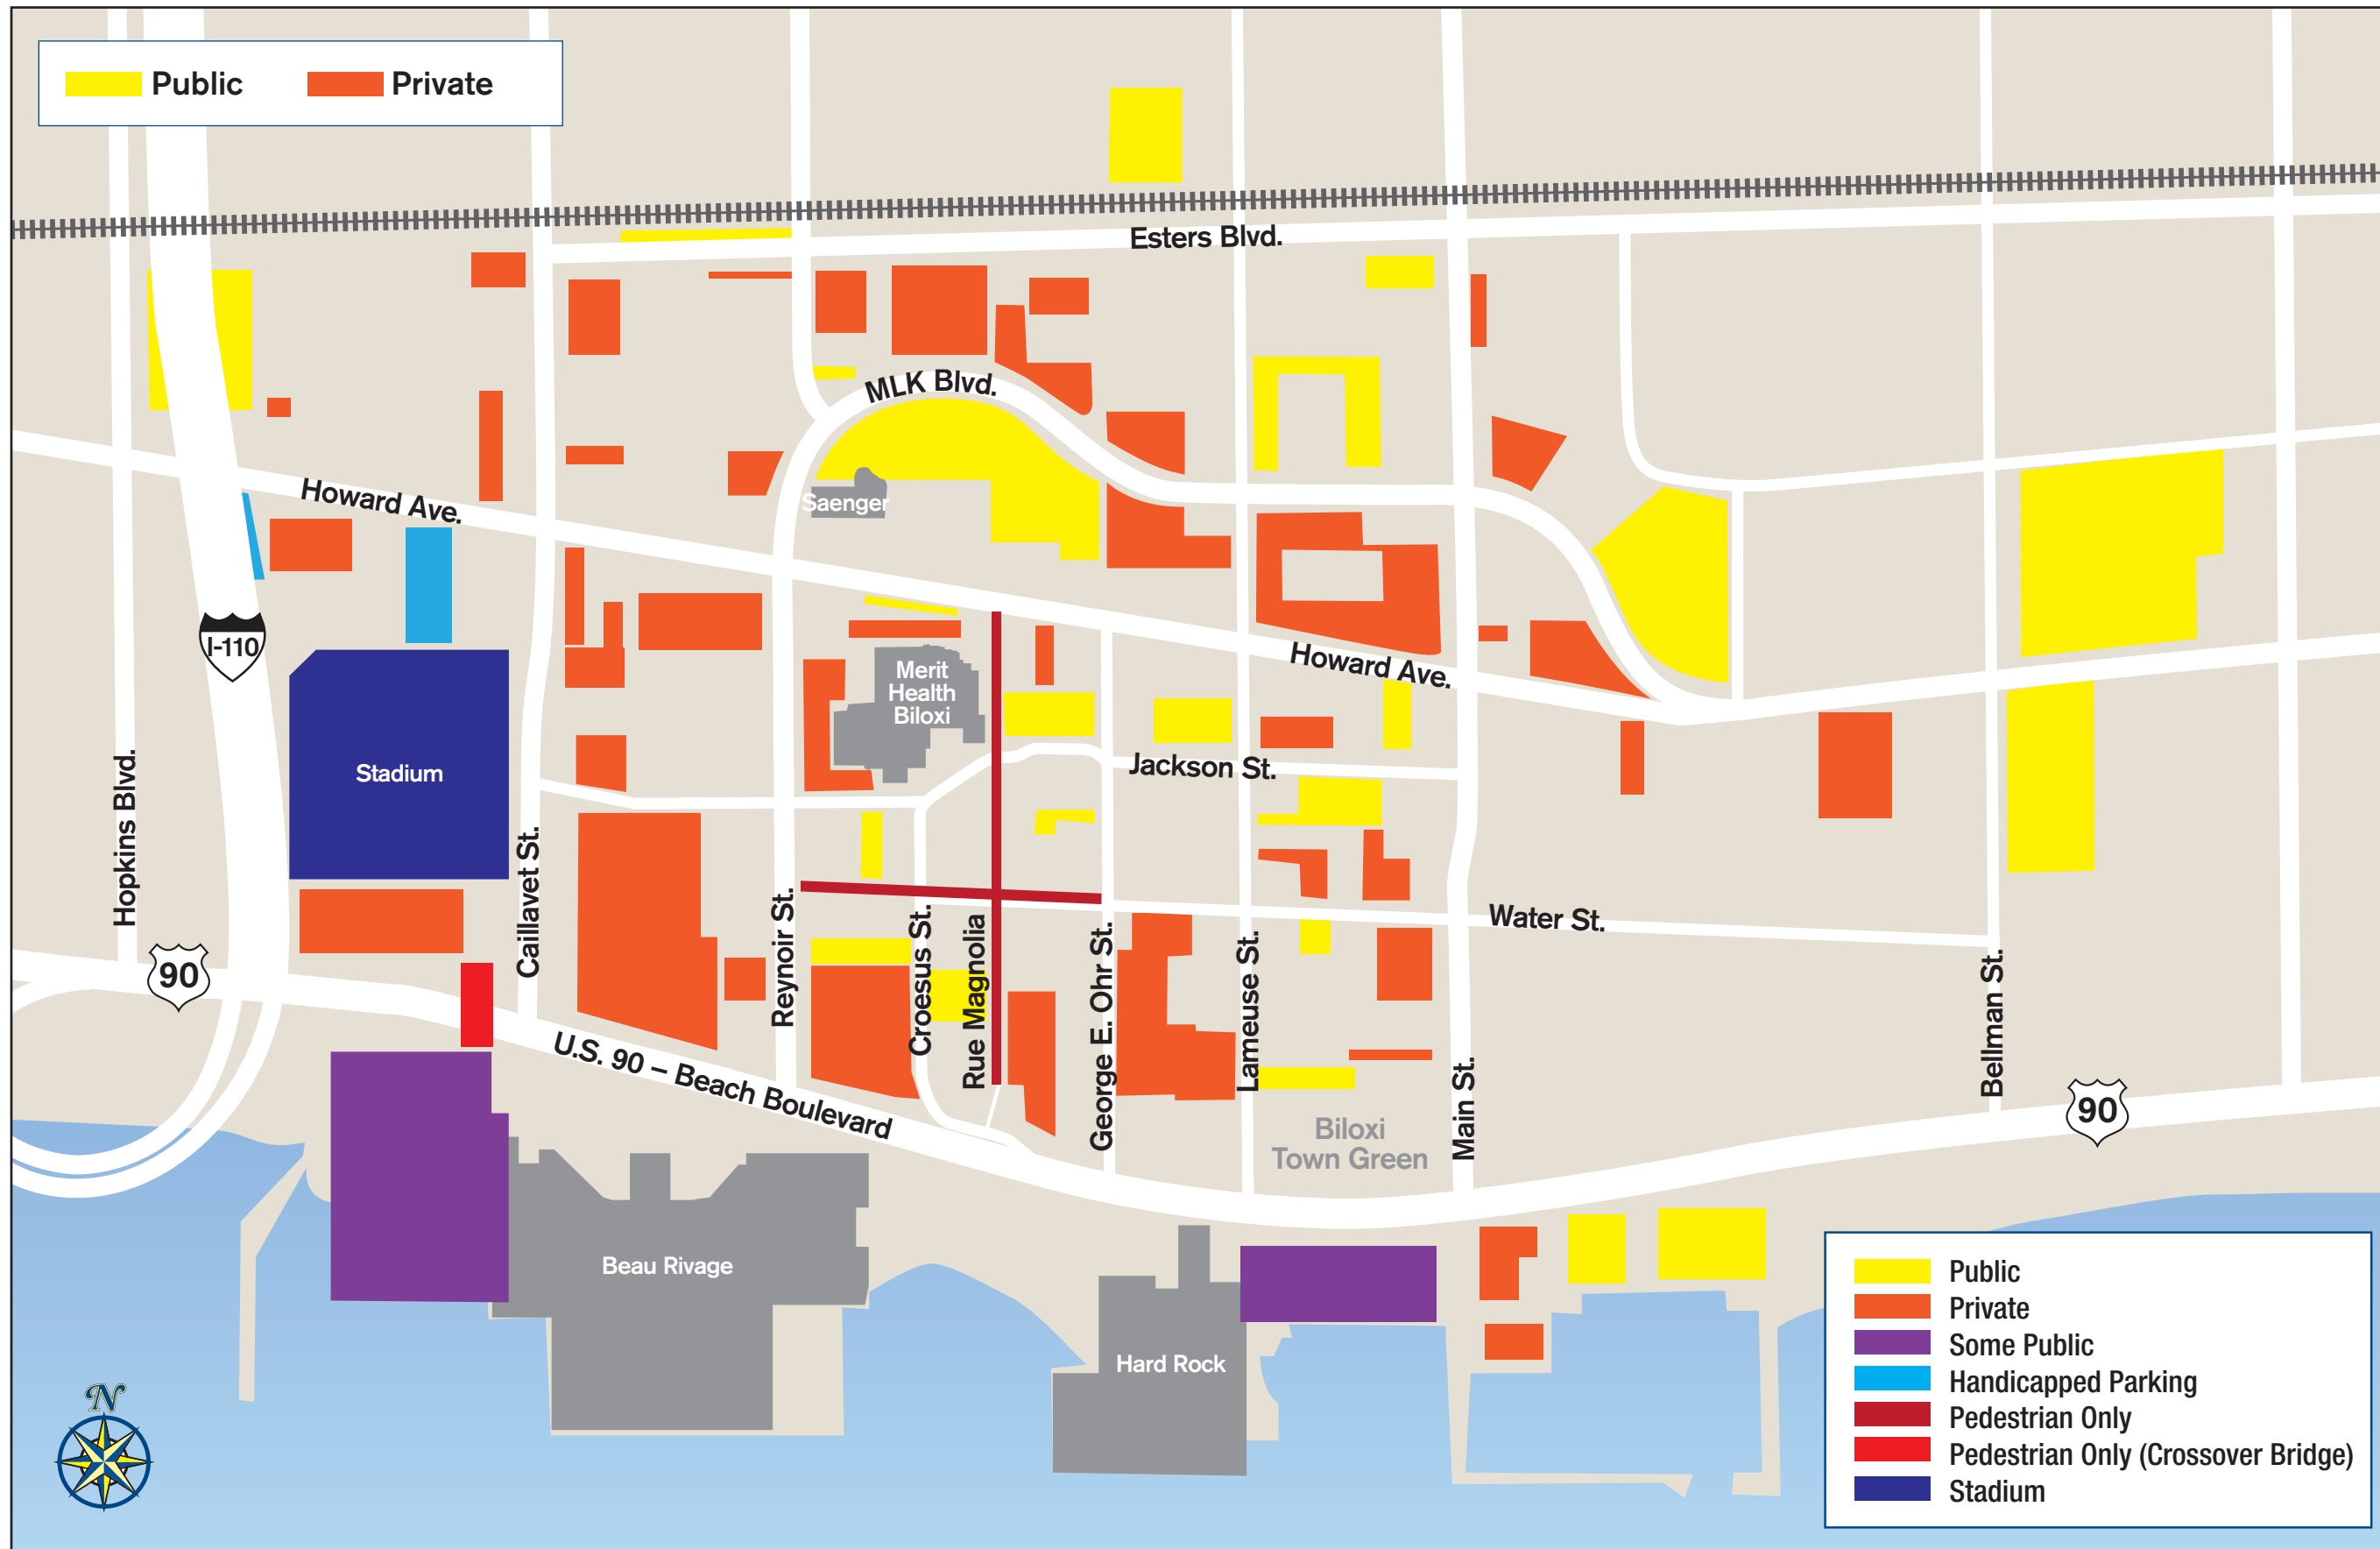 Public
Private
Esters Blvd.
MLK Blvd.
Howard Ave.
Saenger
I-110
Merit
Health
Biloxi
Howard Ave.
Stadium
Jackson St.
Hopkins Blvd.
Caillavet St.
Reynoir St.
Croesus St.
Rue Magnolia
George E. Ohr St.
Lameuse St.
Main St.
Water St.
Bellman St.
90
U.S. 90 – Beach Boulevard
90
Biloxi
Town Green
Beau Rivage
Hard Rock
N
Public
Private
Some Public
Handicapped Parking
Pedestrian Only
Pedestrian Only (Crossover Bridge)
Stadium